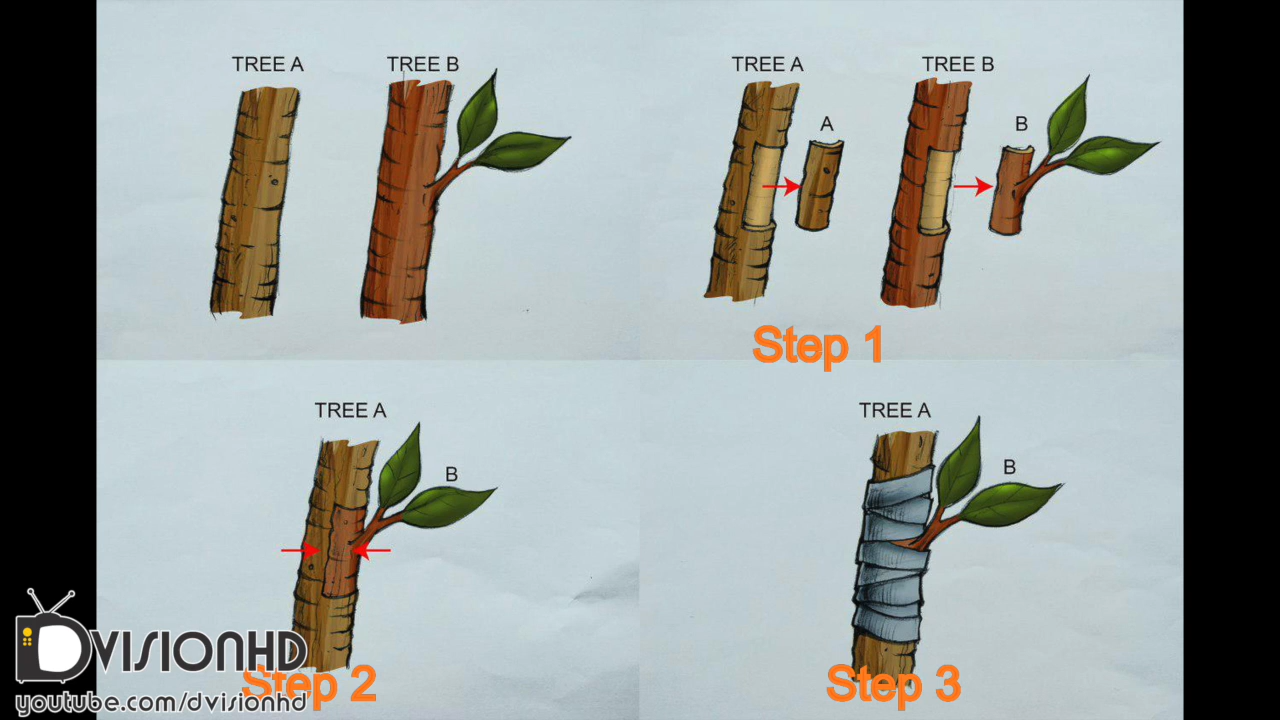 TREE A
TREE B
TREE A
TREE B
A
B
Step 1
TREE A
B
Step 2
TREE A
B
Step 3
DVISIONHD
youtube.com/dvisionhd